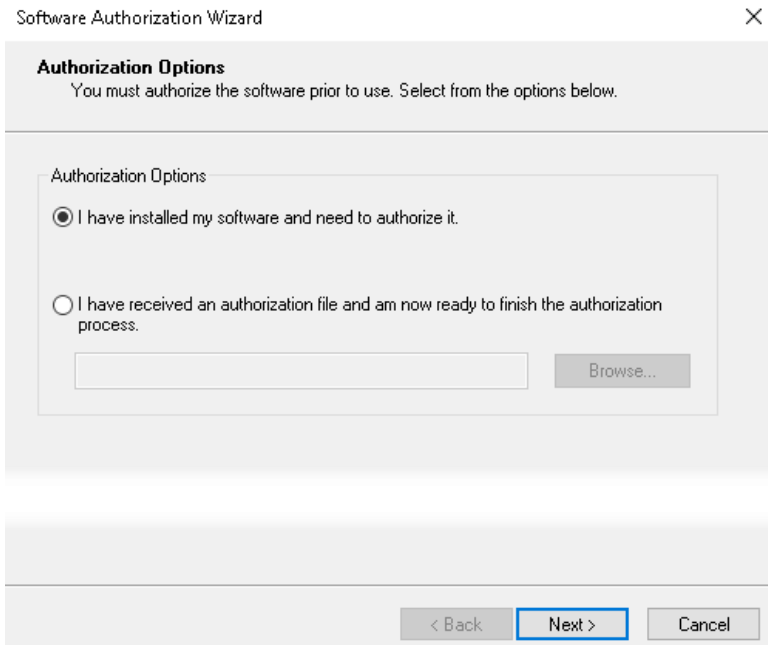 Software Authorization Wizard
Authorization Options
You must authorize the software prior to use. Select from the options below.
Authorization Options
I have installed my software and need to authorize it.
I have received an authorization file and am now ready to finish the authorization
process.
Browse...
< Back
Next >
Cancel